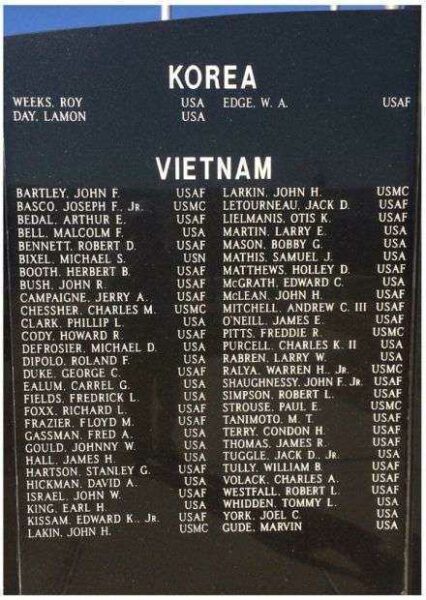 KOREA
WEEKS, ROY USA
DAY, LAMON USA
EDGE, W. A. USAF
VIETNAM
BARTLEY, JOHN F. USAF
BASCO, JOSEPH F., JR. USMC
BEDAL, ARTHUR E. USAF
BELL, MALCOLM F. USA
BENNETT, ROBERT D. USAF
BIXEL, MICHAEL S. USN
BOOTH, HERBERT B. USAF
BUSH, JOHN R. USAF
CAMPAIGNE, JERRY A. USAF
CHESSHER, CHARLES M. USMC
CLARK, PHILLIP L. USA
CODY, HOWARD R. USAF
DEFROSIER, MICHAEL D. USA
DIPOLO, ROLAND F. USAF
DUKE, GEORGE C. USAF
EALUM, CARREL G. USAF
FIELDS, FREDRICK L. USA
FOXX, RICHARD L. USAF
FRAZIER, FLOYD M. USAF
GASSMAN, FRED A. USAF
GOULD, JOHNNY W. USA
HALL, JAMES H. USA
HARTSON, STANLEY G. USAF
HICKMAN, DAVID A. USA
ISRAEL, JOHN W. USAF
KING, EARL H. USA
KISSAM, EDWARD K., JR. USAF
LAKIN, JOHN H. USMC
LARKIN, JOHN H. USMC
LETOURNEAU, JACK D. USAF
LIELMANIS, OTIS K. USAF
MARTIN, LARRY E. USA
MASON, BOBBY G. USA
MATHIS, SAMUEL J. USA
MATTHEWS, HOLLEY D. USAF
McGRATH, EDWARD C. USA
McLEAN, JOHN H. USAF
MITCHELL, ANDREW C. III USAF
O'NEILL, JAMES E. USAF
PITTS, FREDDIE R. USMC
PURCELL, CHARLES K. II USA
RABREN, LARRY W. USA
RALYA, WARREN H., JR. USMC
SHAUGHNESSY, JOHN F., JR. USAF
SIMPSON, ROBERT L. USAF
STROUSE, PAUL E. USMC
TANIMOTO, M. T. USAF
TERRY, CONDON H. USAF
THOMAS, JAMES R. USAF
TUGGLE, JACK D., JR. USA
TULLY, WILLIAM B. USAF
VOLACK, CHARLES A. USAF
WESTFALL, ROBERT L. USAF
WHIDDEN, TOMMY L. USA
YORK, JOEL C. USA
GUDE, MARVIN USA